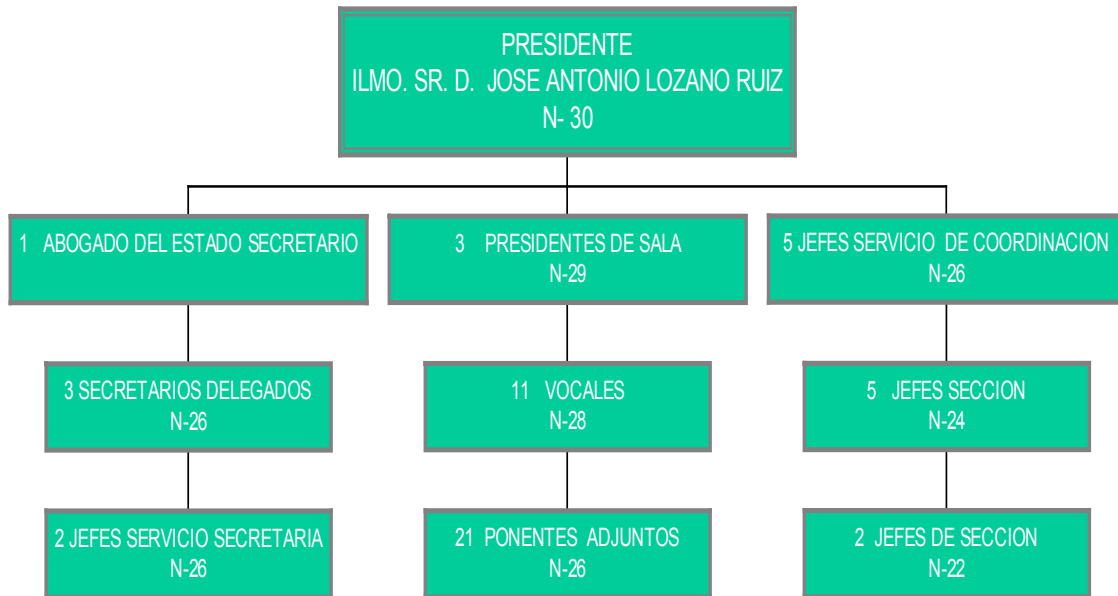 PRESIDENTE
ILMO. SR. D. JOSE ANTONIO LOZANO RUIZ
N- 30
1 ABOGADO DEL ESTADO SECRETARIO
3 PRESIDENTES DE SALA
N-29
5 JEFES SERVICIO DE COORDINACION
N-26
3 SECRETARIOS DELEGADOS
N-26
11 VOCALES
N-28
5 JEFES SECCION
N-24
2 JEFES SERVICIO SECRETARIA
N-26
21 PONENTES ADJUNTOS
N-26
2 JEFES DE SECCION
N-22